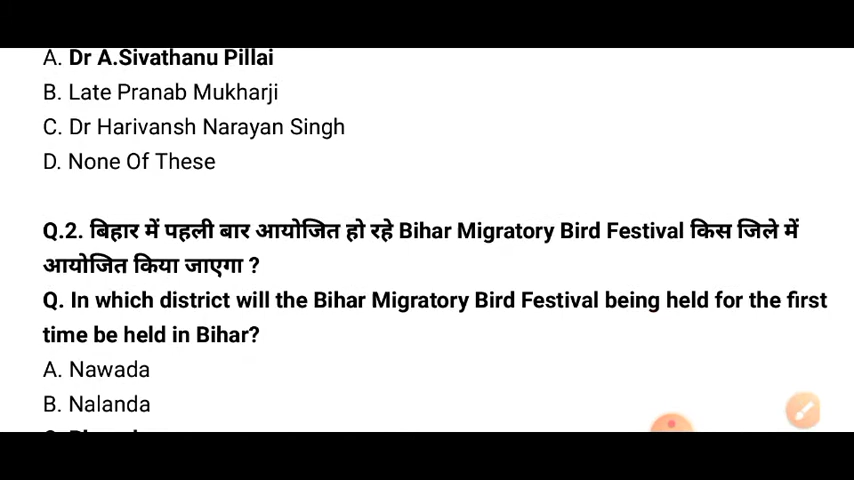 A. Dr A.Sivathanu Pillai
B. Late Pranab Mukharji
C. Dr Harivansh Narayan Singh
D. None Of These
Q.2. बिहार में पहली बार आयोजित हो रहे Bihar Migratory Bird Festival किस जिले में
आयोजित किया जाएगा ?
Q. In which district will the Bihar Migratory Bird Festival being held for the first
time be held in Bihar?
A. Nawada
B. Nalanda